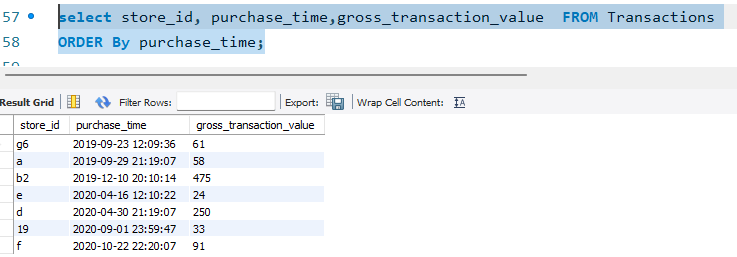 57 select store_id, purchase_time,gross_transaction_value FROM Transactions
58 ORDER By purchase_time;
Result Grid Filter Rows: Export: Wrap Cell Content: IA
store_id purchase_time gross_transaction_value
g6 2019-09-23 12:09:36 61
a 2019-09-29 21:19:07 58
b2 2019-12-10 20:10:14 475
e 2020-04-16 12:10:22 24
d 2020-04-30 21:19:07 250
19 2020-09-01 23:59:47 33
f 2020-10-22 22:20:07 91